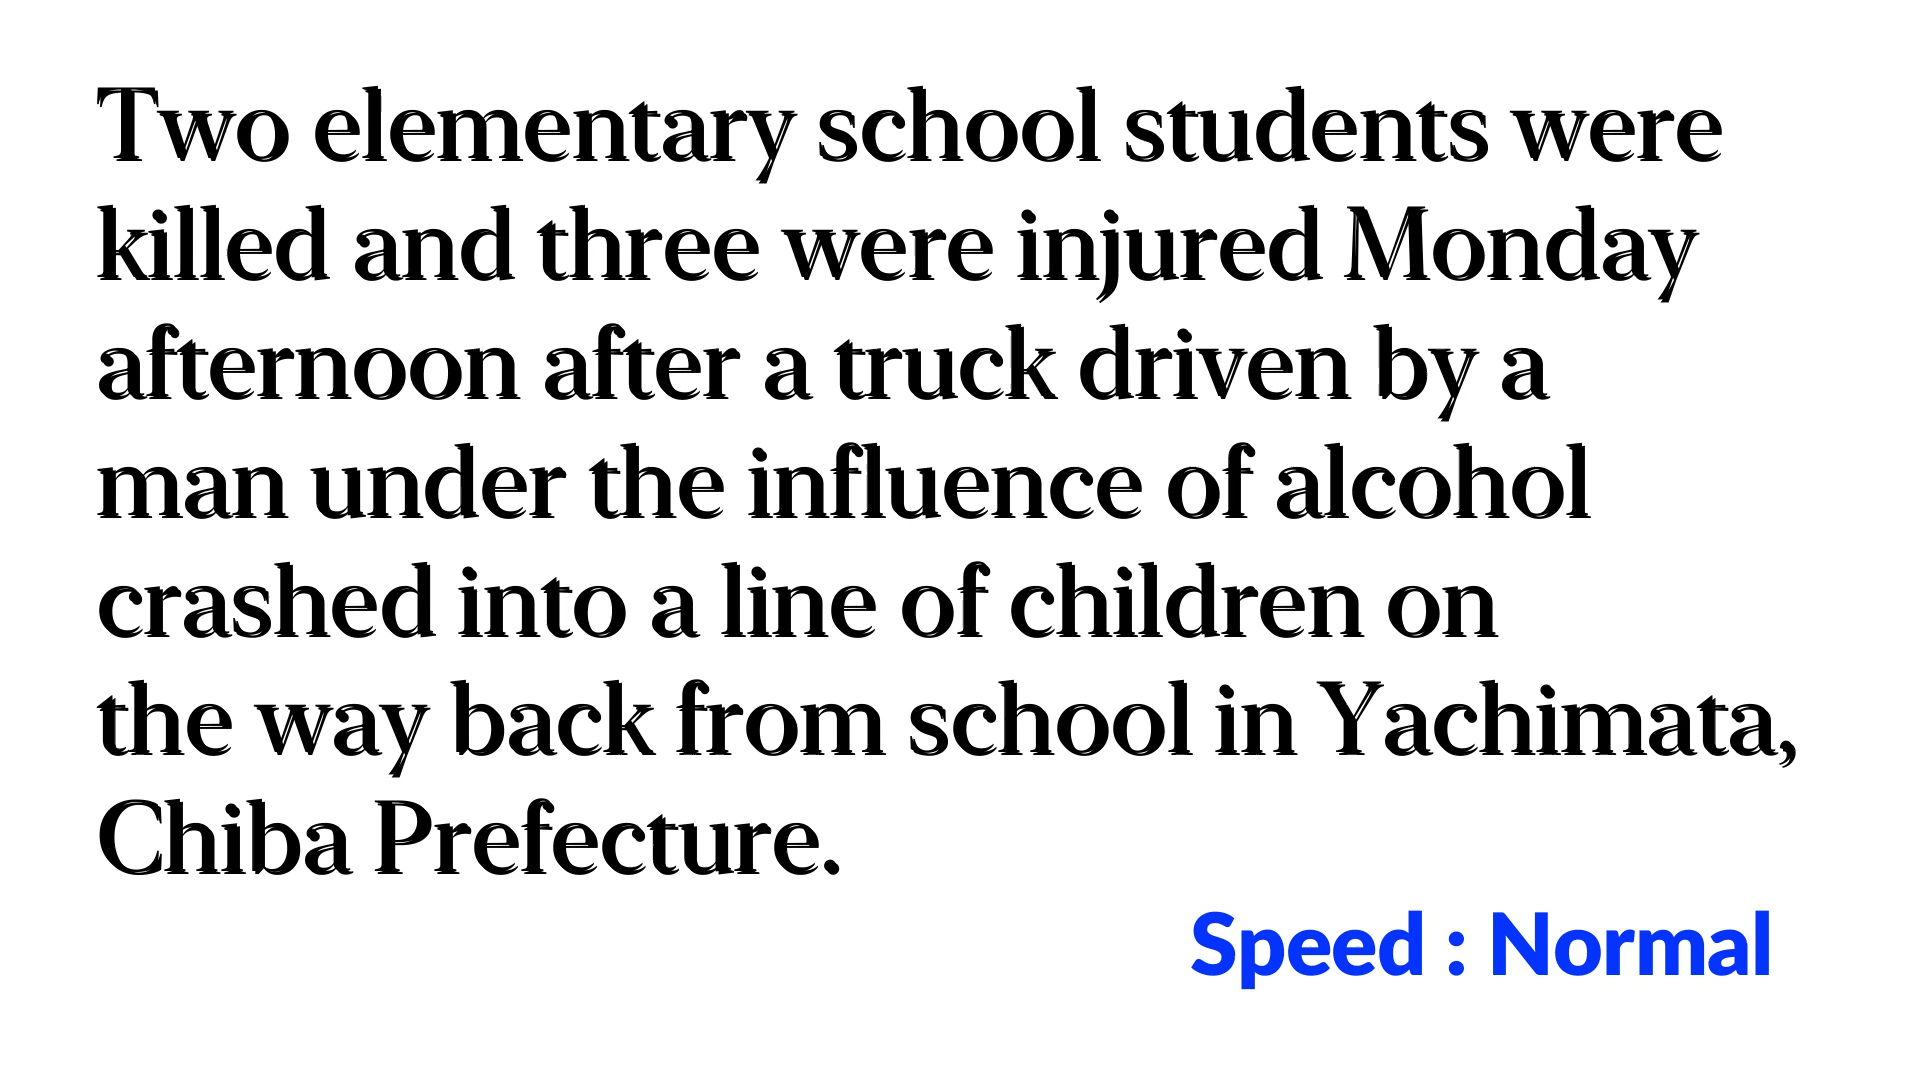 Two elementary school students were
killed and three were injured Monday
afternoon after a truck driven by a
man under the influence of alcohol
crashed into a line of children on
the way back from school in Yachimata,
Chiba Prefecture.
Speed : Normal